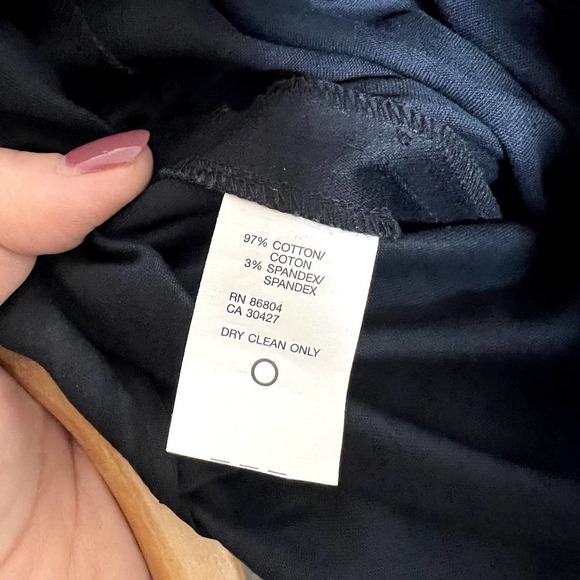 97% COTTON/
COTON
3% SPANDEX/
SPANDEX
RN 86804
CA 30427
DRY CLEAN ONLY